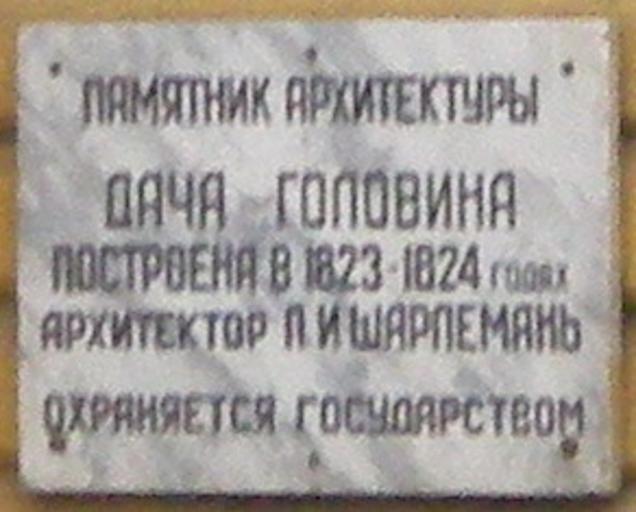 ПАМЯТНИК АРХИТЕКТУРЫ
ДАЧА ГОЛОВИНА
ПОСТРОЕНА В 1823-1824 годах
АРХИТЕКТОР Л И ШАРЛЕМАНЬ
ОХРАНЯЕТСЯ ГОСУДАРСТВОМ